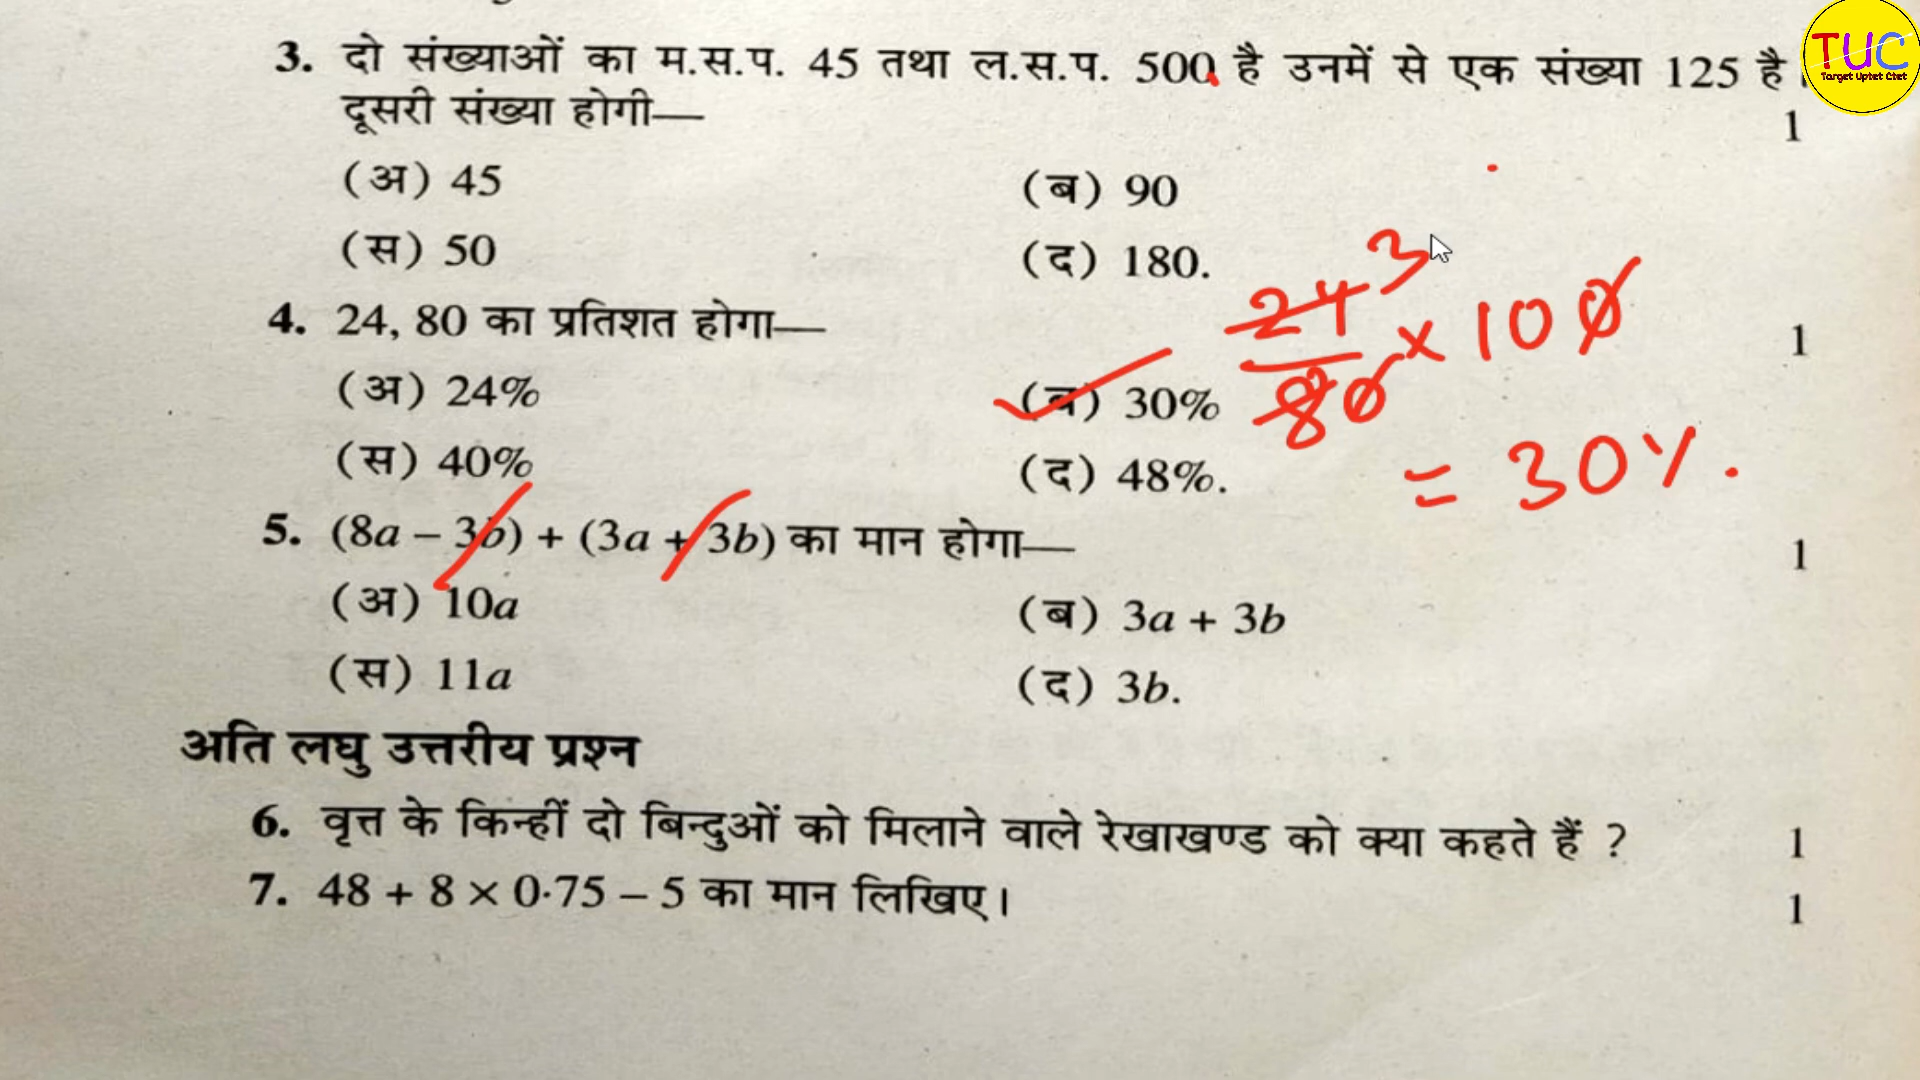 TUC
Target Uptet Ctet
3. दो संख्याओं का म.स.प. 45 तथा ल.स.प. 500 है उनमें से एक संख्या 125 है।
दूसरी संख्या होगी— 1
(अ) 45 (ब) 90
(स) 50 (द) 180.
4. 24, 80 का प्रतिशत होगा— 1
(अ) 24% (ब) 30%
(स) 40% (द) 48%.
24 3
80 × 100
= 30%.
5. (8a – 3b) + (3a + 3b) का मान होगा— 1
(अ) 10a (ब) 3a + 3b
(स) 11a (द) 3b.
अति लघु उत्तरीय प्रश्न
6. वृत्त के किन्हीं दो बिन्दुओं को मिलाने वाले रेखाखण्ड को क्या कहते हैं ? 1
7. 48 + 8 × 0·75 – 5 का मान लिखिए। 1